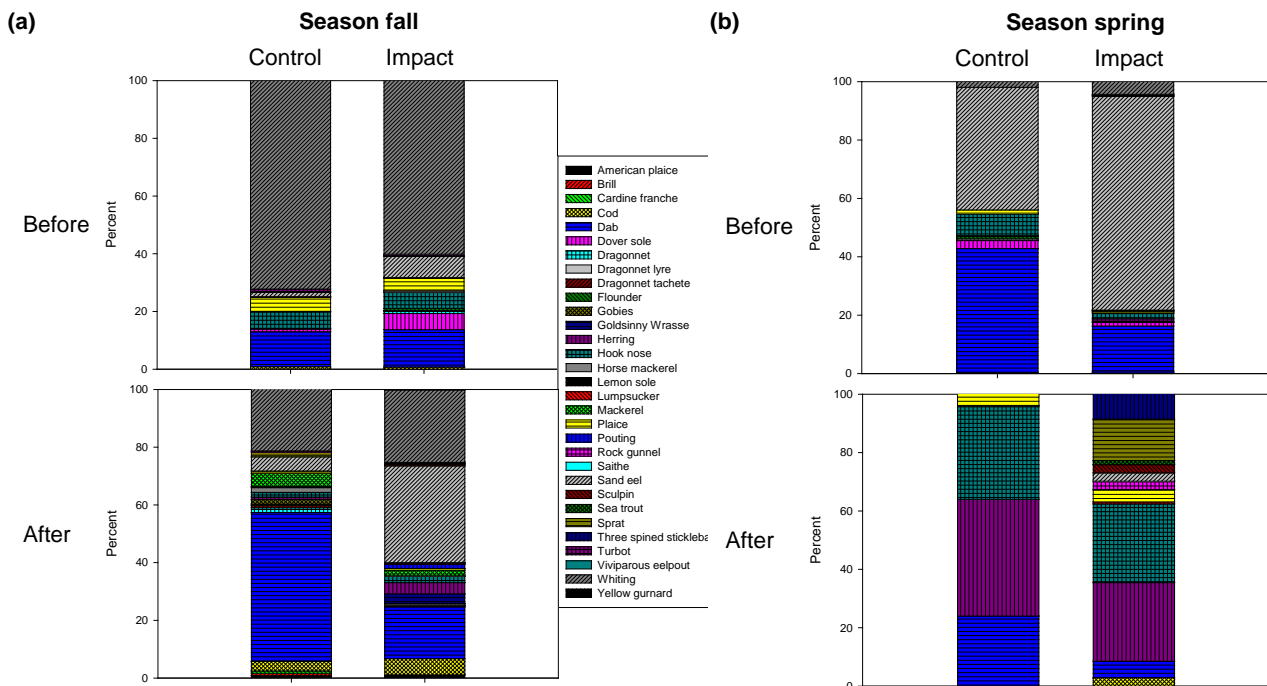 (a)
Season fall
Control Impact
Before
Percent
100
80
60
40
20
0
After
Percent
100
80
60
40
20
0
American plaice
Brill
Cardine franche
Cod
Dab
Dover sole
Dragonnet
Dragonnet lyre
Dragonnet tachete
Flounder
Gobies
Goldsinny Wrasse
Herring
Hook nose
Horse mackerel
Lemon sole
Lumpsucker
Mackerel
Plaice
Pouting
Rock gunnel
Saithe
Sand eel
Sculpin
Sea trout
Sprat
Three spined stickleba
Turbot
Viviparous eelpout
Whiting
Yellow gurnard
(b)
Season spring
Control Impact
Before
Percent
100
80
60
40
20
0
After
Percent
100
80
60
40
20
0